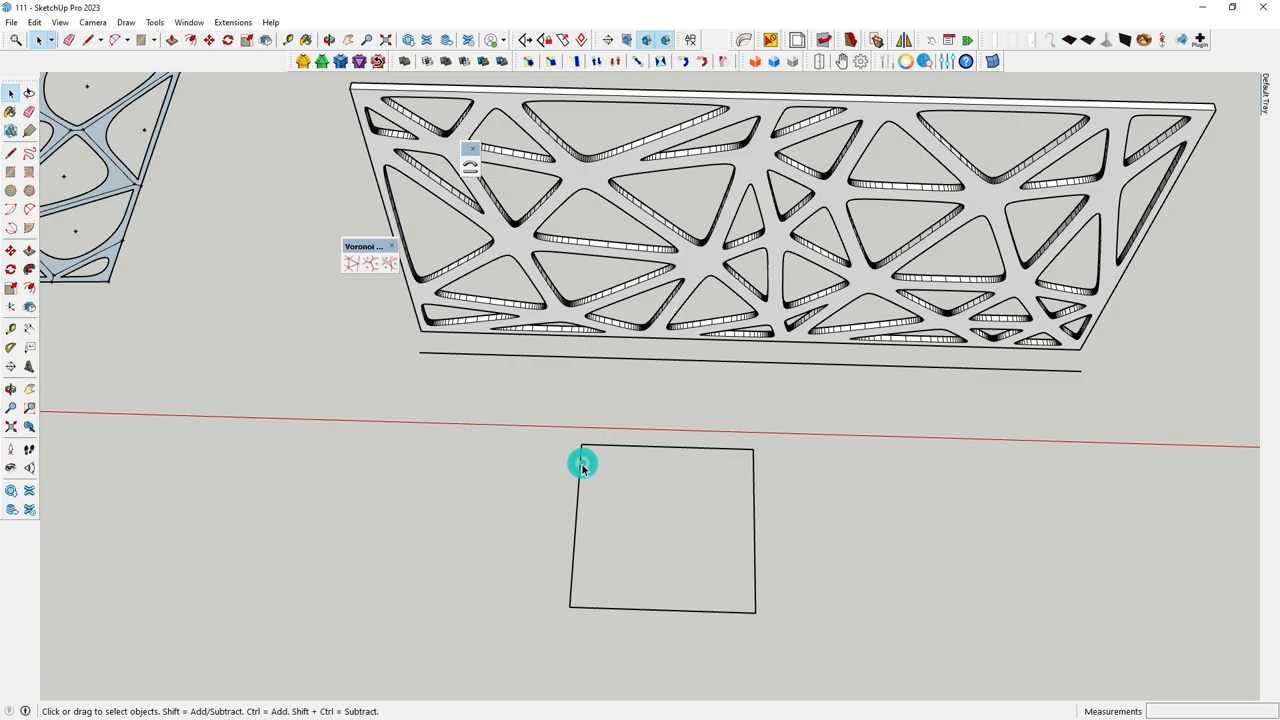 111 - SketchUp Pro 2023
File Edit View Camera Draw Tools Window Extensions Help
Plugin
Default Tray
Voronoi ...
Click or drag to select objects. Shift = Add/Subtract. Ctrl = Add. Shift + Ctrl = Subtract.
Measurements